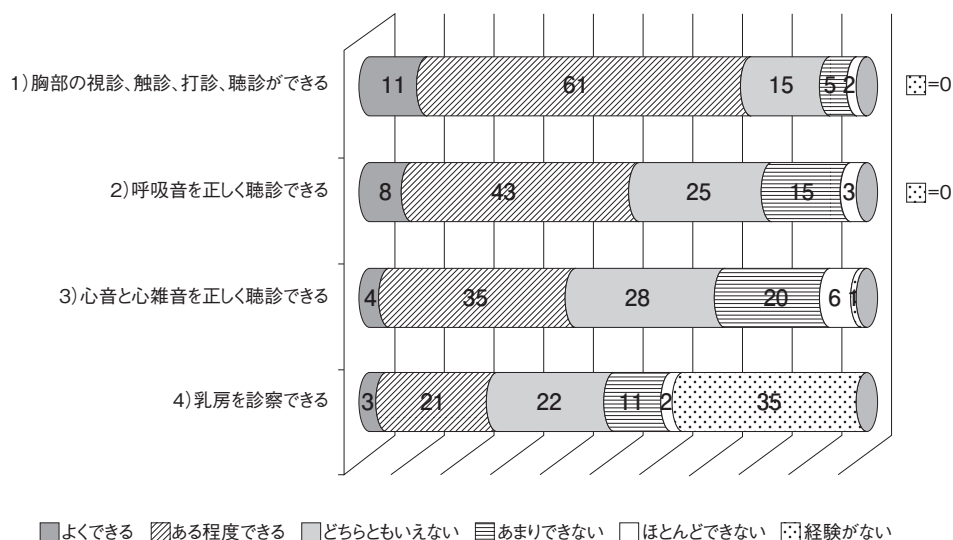 1)胸部の視診、触診、打診、聴診ができる 11 61 15 5 2 =0
2)呼吸音を正しく聴診できる 8 43 25 15 3 =0
3)心音と心雑音を正しく聴診できる 4 35 28 20 6 1
4)乳房を診察できる 3 21 22 11 2 35
よくできる ある程度できる どちらともいえない あまりできない ほとんどできない 経験がない